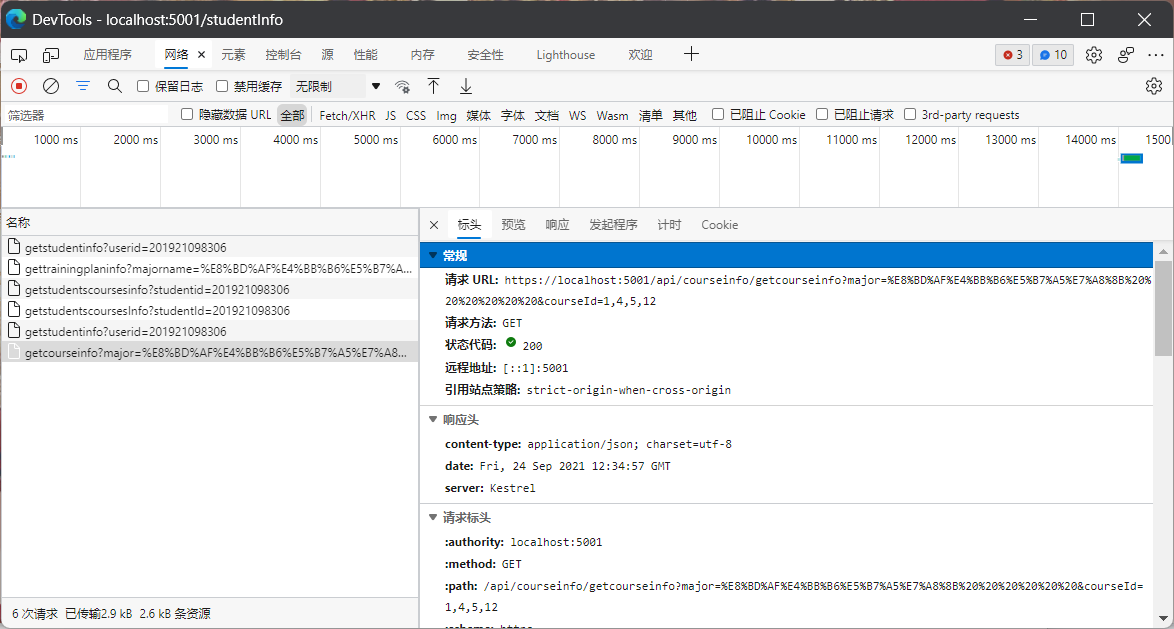 DevTools - localhost:5001/studentInfo
应用程序 网络 元素 控制台 源 性能 内存 安全性 Lighthouse 欢迎 3 10
保留日志 禁用缓存 无限制
筛选器 隐藏数据 URL 全部 Fetch/XHR JS CSS Img 媒体 字体 文档 WS Wasm 清单 其他 已阻止 Cookie 已阻止请求 3rd-party requests
1000 ms 2000 ms 3000 ms 4000 ms 5000 ms 6000 ms 7000 ms 8000 ms 9000 ms 10000 ms 11000 ms 12000 ms 13000 ms 14000 ms 1500
名称
getstudentinfo?userid=201921098306
gettrainingplaninfo?majorname=%E8%BD%AF%E4%BB%B6%E5%B7%A...
getstudentscoursesinfo?studentid=201921098306
getstudentscoursesInfo?studentId=201921098306
getstudentinfo?userid=201921098306
getcourseinfo?major=%E8%BD%AF%E4%BB%B6%E5%B7%A5%E7%A8...
6 次请求 已传输2.9 kB 2.6 kB 条资源
标头 预览 响应 发起程序 计时 Cookie
常规
请求 URL: https://localhost:5001/api/courseinfo/getcourseinfo?major=%E8%BD%AF%E4%BB%B6%E5%B7%A5%E7%A8%8B%20%
20%20%20%20%20&courseId=1,4,5,12
请求方法: GET
状态代码: 200
远程地址: [::1]:5001
引用站点策略: strict-origin-when-cross-origin
响应头
content-type: application/json; charset=utf-8
date: Fri, 24 Sep 2021 12:34:57 GMT
server: Kestrel
请求标头
:authority: localhost:5001
:method: GET
:path: /api/courseinfo/getcourseinfo?major=%E8%BD%AF%E4%BB%B6%E5%B7%A5%E7%A8%8B%20%20%20%20%20%20&courseId=
1,4,5,12
:scheme: https